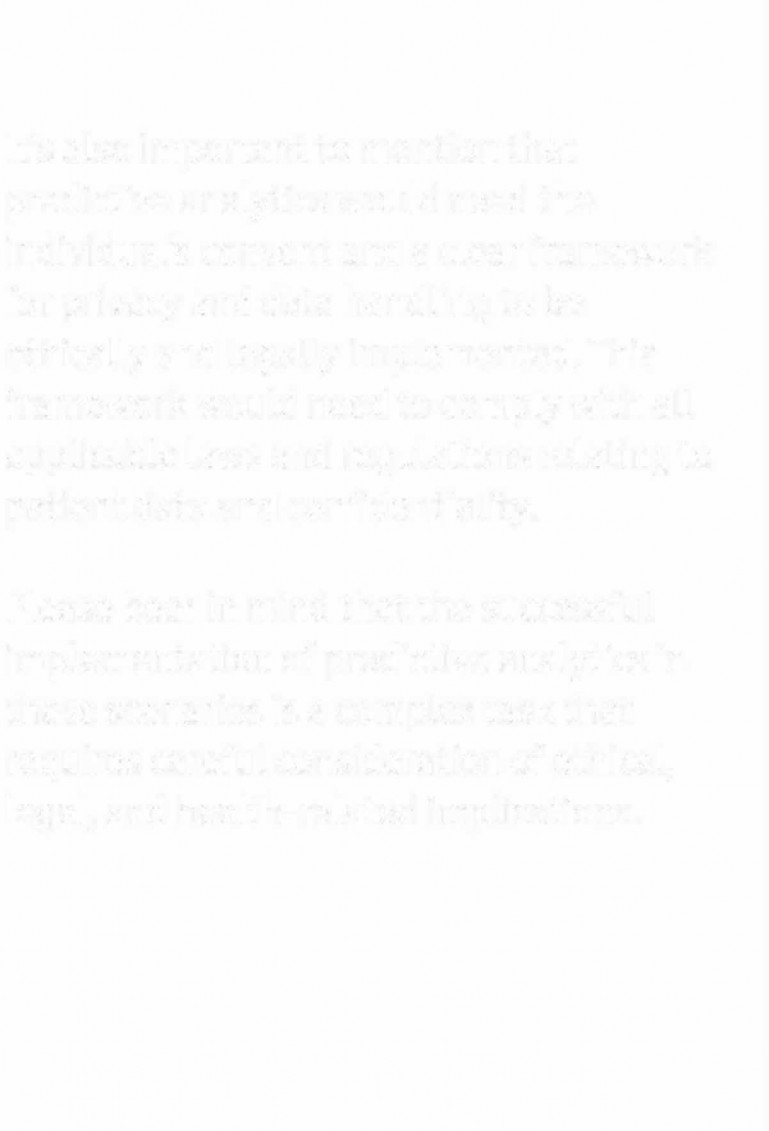 It's also important to mention that
predictive analytics would need the
individual's consent and a clear framework
for privacy and data handling to be
ethically and legally implemented. This
framework would need to comply with all
applicable laws and regulations relating to
patient data and confidentiality.
Please bear in mind that the successful
implementation of predictive analytics in
these scenarios is a complex task that
requires careful consideration of ethical,
legal, and health-related implications.